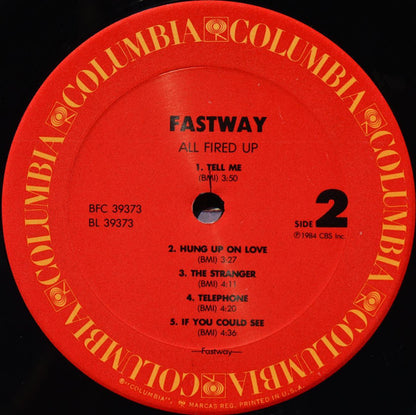 COLUMBIA COLUMBIA COLUMBIA COLUMBIA COLUMBIA COLUMBIA
FASTWAY
ALL FIRED UP
1. TELL ME
(BMI) 3:50
BFC 39373
BL 39373
SIDE 2
℗1984 CBS Inc.
2. HUNG UP ON LOVE
(BMI) 3:27
3. THE STRANGER
(BMI) 4:11
4. TELEPHONE
(BMI) 4:20
5. IF YOU COULD SEE
(BMI) 4:36
—Fastway—
®"COLUMBIA", MARCAS REG. PRINTED IN U.S.A.